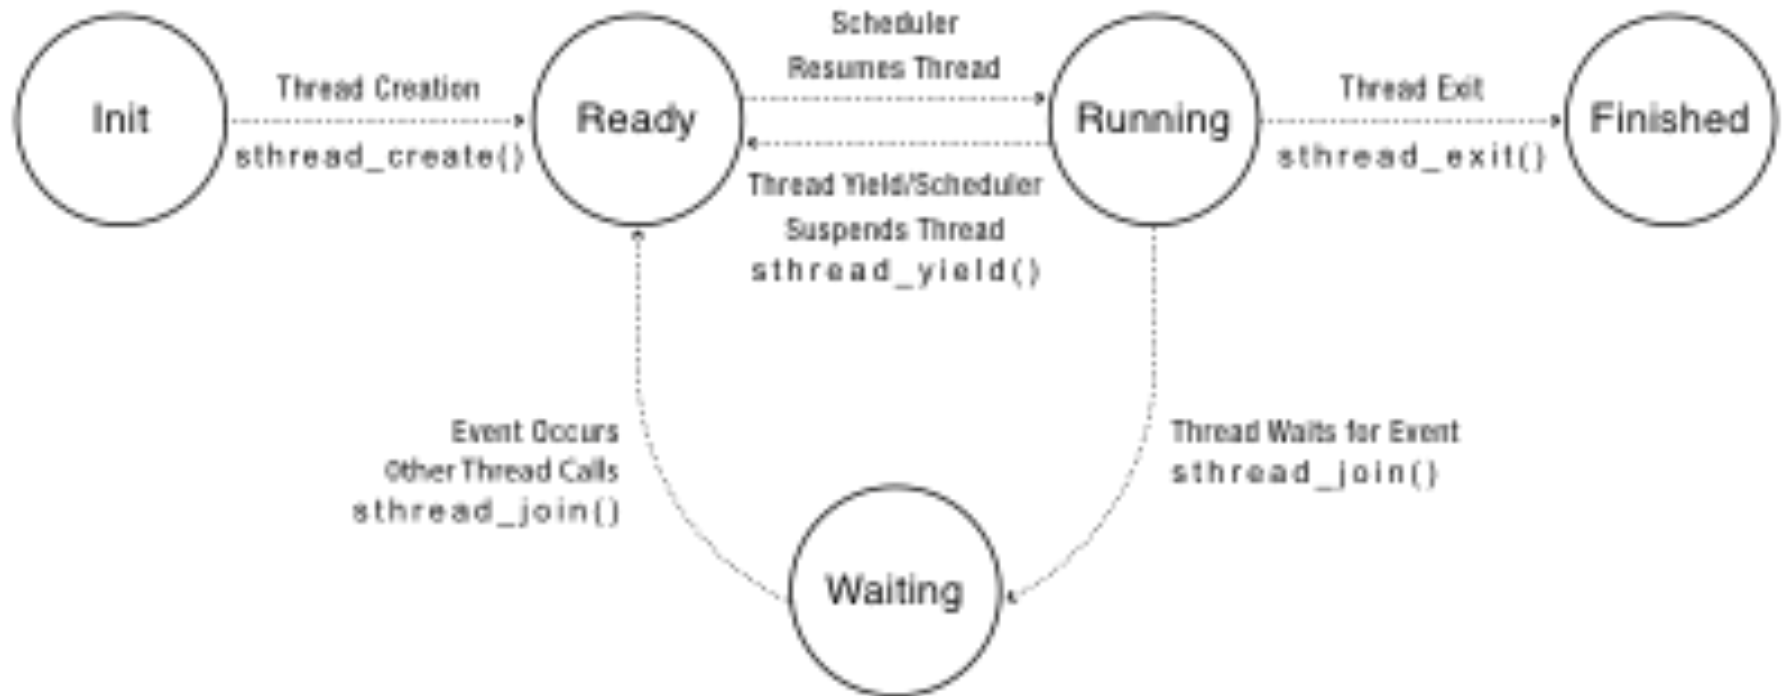 Init
Thread Creation
sthread_create()
Ready
Scheduler
Resumes Thread
Thread Yield/Scheduler
Suspends Thread
sthread_yield()
Running
Thread Exit
sthread_exit()
Finished
Event Occurs
Other Thread Calls
sthread_join()
Thread Waits for Event
sthread_join()
Waiting